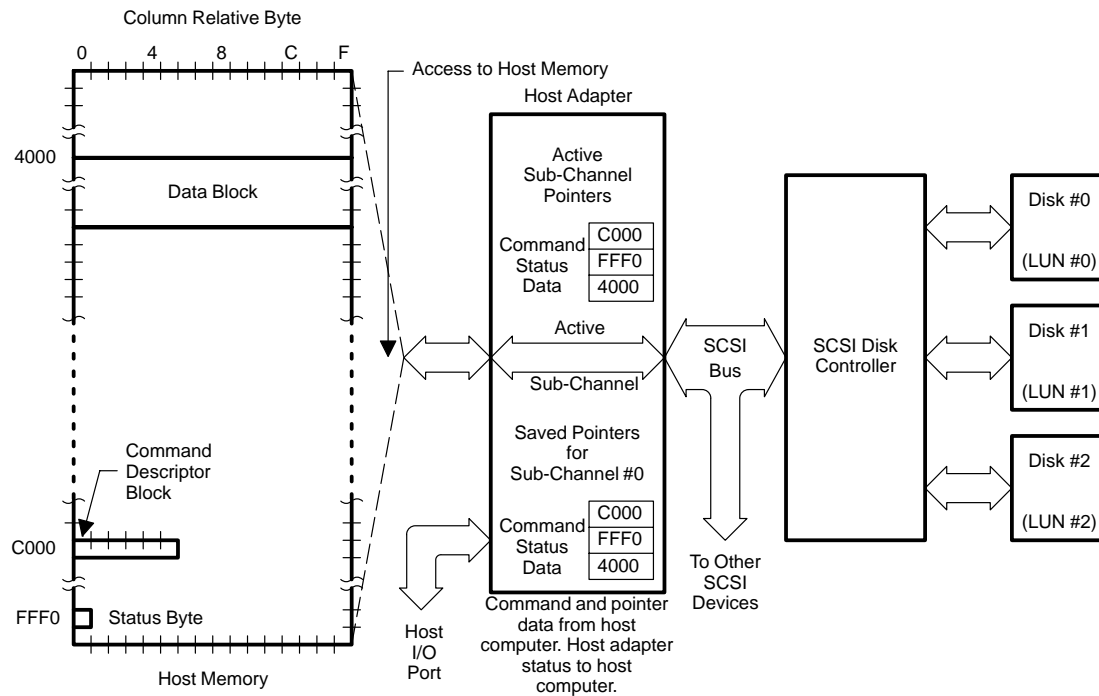 Column Relative Byte
0 4 8 C F
Access to Host Memory
Host Adapter
4000
Data Block
Active
Sub-Channel
Pointers
Command
Status
Data
C000
FFF0
4000
Active
Sub-Channel
Saved Pointers
for
Sub-Channel #0
Command
Status
Data
C000
FFF0
4000
Command and pointer
data from host
computer. Host adapter
status to host
computer.
SCSI
Bus
To Other
SCSI
Devices
SCSI Disk
Controller
Disk #0
(LUN #0)
Disk #1
(LUN #1)
Disk #2
(LUN #2)
Command
Descriptor
Block
C000
FFF0
Status Byte
Host Memory
Host
I/O
Port